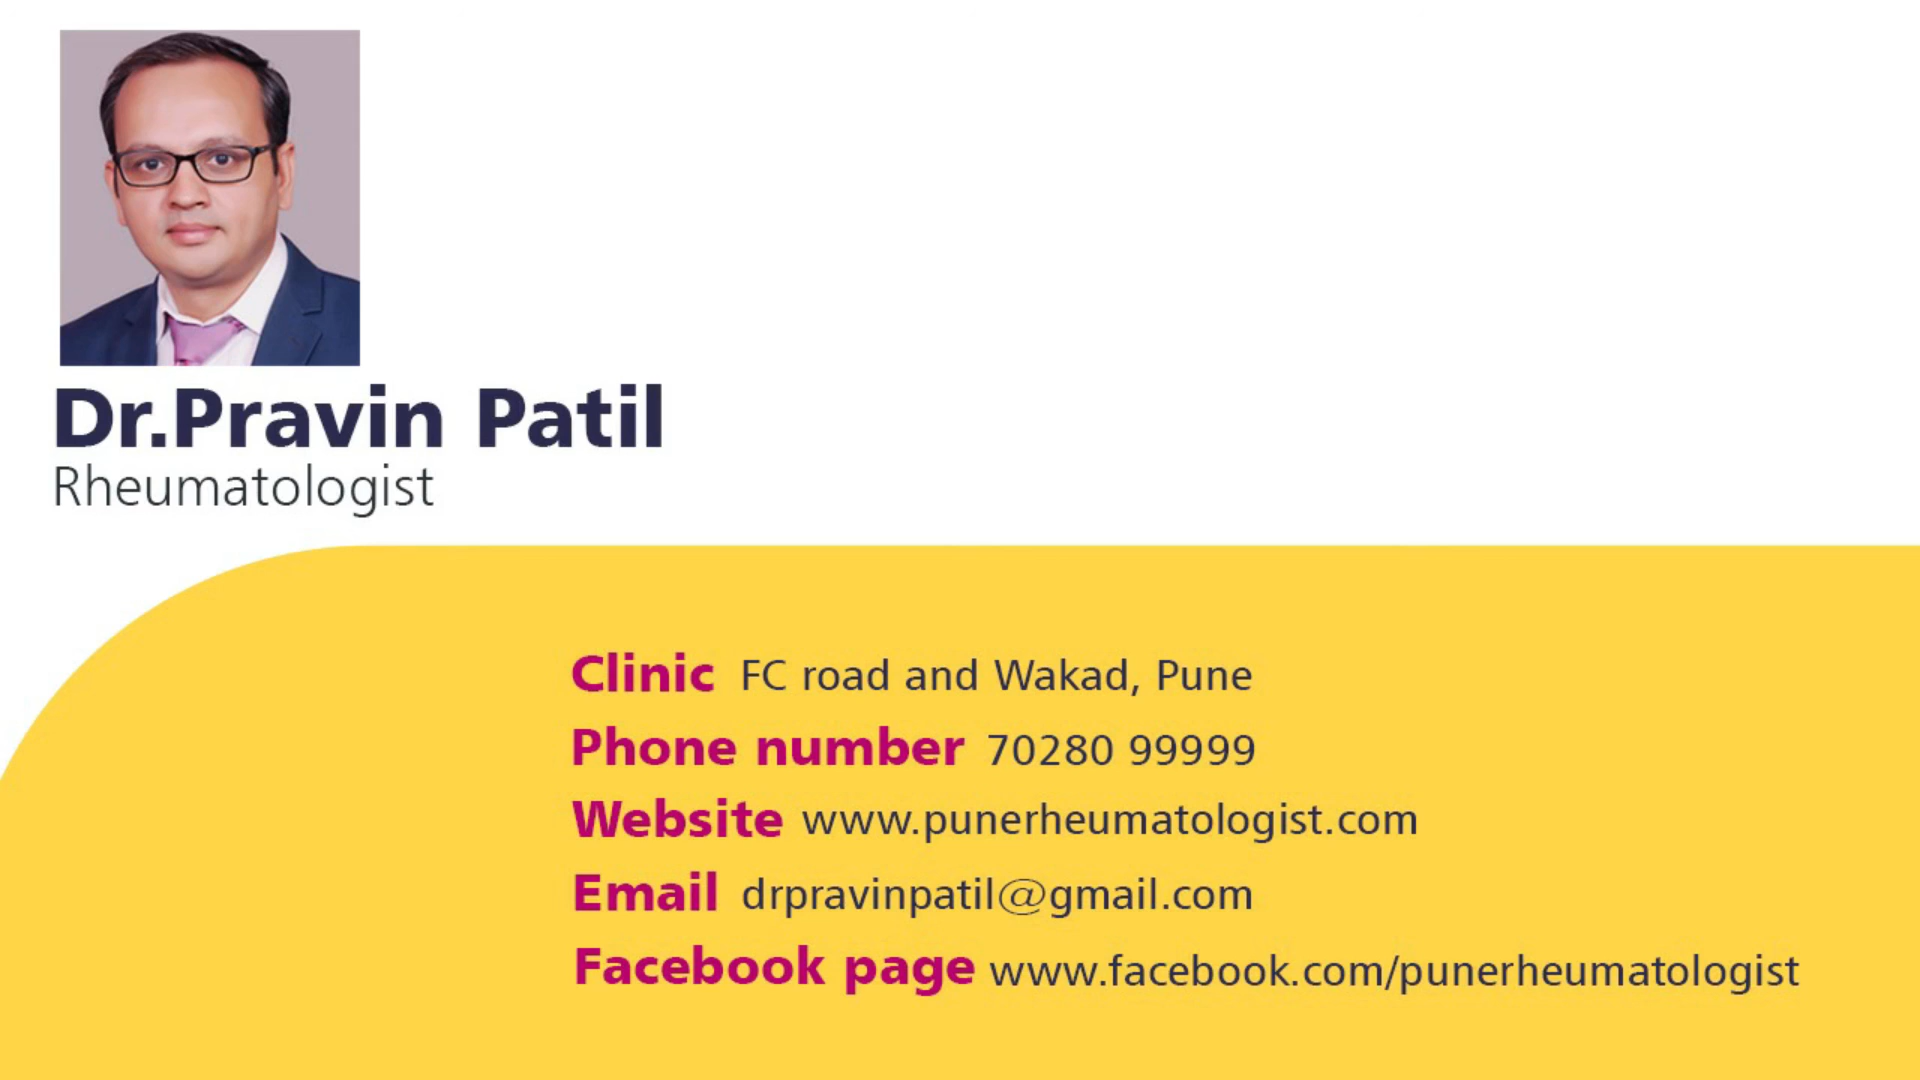 Dr.Pravin Patil
Rheumatologist
Clinic FC road and Wakad, Pune
Phone number 70280 99999
Website www.punerheumatologist.com
Email drpravinpatil@gmail.com
Facebook page www.facebook.com/punerheumatologist